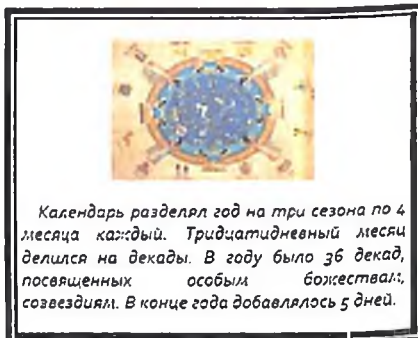 Календарь разделял год на три сезона по 4
месяца каждый. Тридцатидневный месяц
делился на декады. В году было 36 декад,
посвященных особым божествам,
созвездиям. В конце года добавлялось 5 дней.